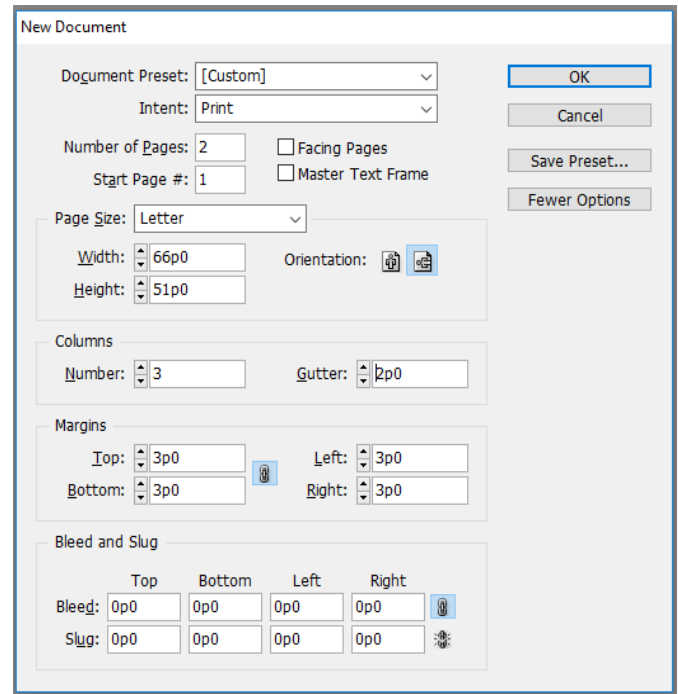 New Document
Document Preset: [Custom]
OK
Intent: Print
Cancel
Number of Pages: 2
Facing Pages
Save Preset...
Start Page #: 1
Master Text Frame
Fewer Options
Page Size: Letter
Width: 66p0
Orientation:
Height: 51p0
Columns
Number: 3
Gutter: 2p0
Margins
Top: 3p0
Left: 3p0
Bottom: 3p0
Right: 3p0
Bleed and Slug
Top Bottom Left Right
Bleed: 0p0 0p0 0p0 0p0
Slug: 0p0 0p0 0p0 0p0